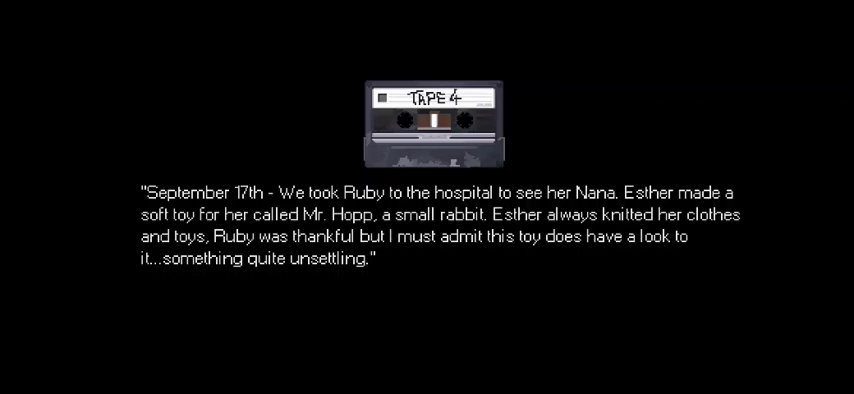 TAPE 4
"September 17th - We took Ruby to the hospital to see her Nana. Esther made a
soft toy for her called Mr. Hopp, a small rabbit. Esther always knitted her clothes
and toys, Ruby was thankful but I must admit this toy does have a look to
it...something quite unsettling."